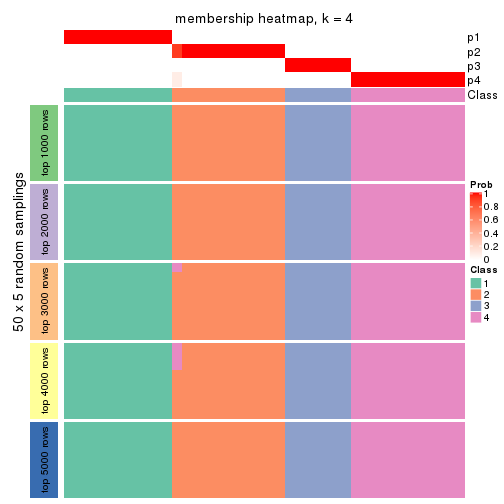 membership heatmap, k = 4
p1
p2
p3
p4
Class
50 x 5 random samplings
top 1000 rows
top 2000 rows
top 3000 rows
top 4000 rows
top 5000 rows
Prob
1
0.8
0.6
0.4
0.2
0
Class
1
2
3
4